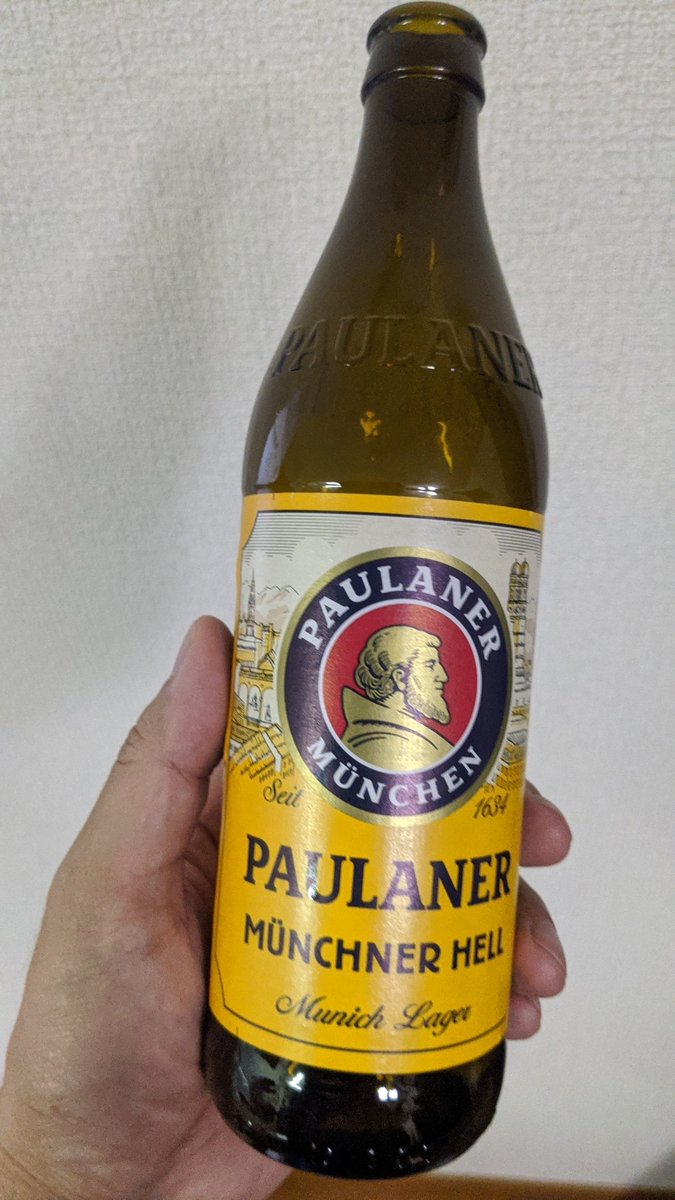 PAULANER
PAULANER
MÜNCHEN
Seit 1634
PAULANER
MÜNCHNER HELL
Munich Lager